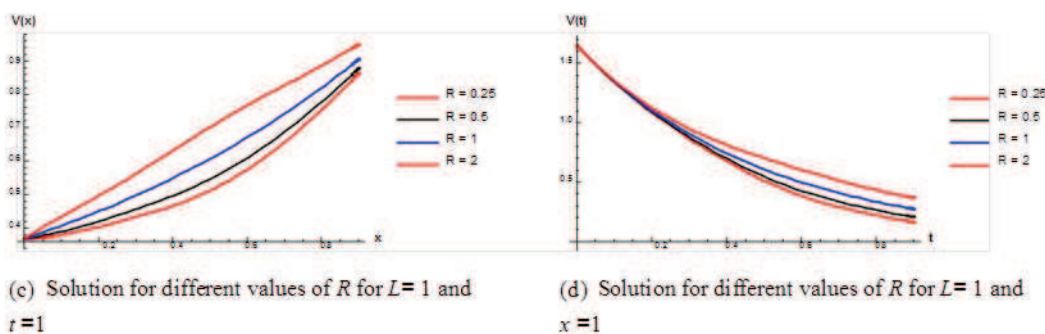 V(x)
0.9
0.8
0.7
0.6
0.5
0.4
0.2
0.4
0.6
0.8
x
R = 0.25
R = 0.5
R = 1
R = 2
V(t)
1.5
1.0
0.5
0.2
0.4
0.6
0.8
t
R = 0.25
R = 0.5
R = 1
R = 2
(c) Solution for different values of R for L= 1 and
t =1
(d) Solution for different values of R for L= 1 and
x =1